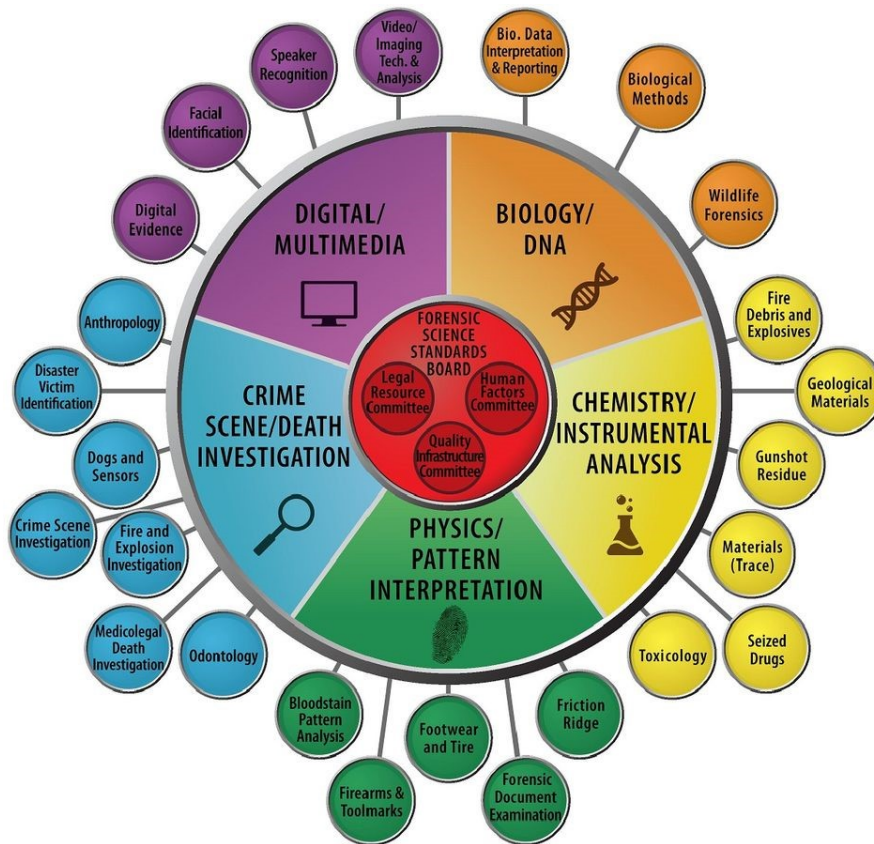 Video/
Imaging
Tech. &
Analysis
Bio. Data
Interpretation
& Reporting
Speaker
Recognition
Biological
Methods
Facial
Identification
Wildlife
Forensics
Digital
Evidence
DIGITAL/
MULTIMEDIA
BIOLOGY/
DNA
Anthropology
Fire
Debris and
Explosives
Disaster
Victim
Identification
Geological
Materials
FORENSIC
SCIENCE
STANDARDS
BOARD
Legal
Resource
Committee
Human
Factors
Committee
Quality
Infrastructure
Committee
CRIME
SCENE/DEATH
INVESTIGATION
CHEMISTRY/
INSTRUMENTAL
ANALYSIS
Dogs and
Sensors
Gunshot
Residue
Crime Scene
Investigation
Fire and
Explosion
Investigation
PHYSICS/
PATTERN
INTERPRETATION
Materials
(Trace)
Medicolegal
Death
Investigation
Odontology
Toxicology
Seized
Drugs
Bloodstain
Pattern
Analysis
Footwear
and Tire
Friction
Ridge
Firearms &
Toolmarks
Forensic
Document
Examination